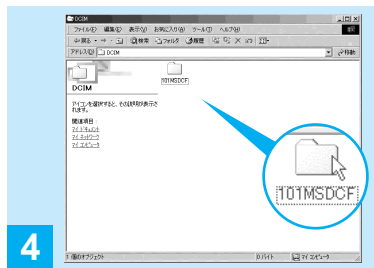 DCIM
ファイル(F) 編集(E) 表示(V) お気に入り(A) ツール(T) ヘルプ(H)
戻る 検索 フォルダ 履歴
アドレス(D) DCIM 移動
DCIM
101MSDCF
アイコンを選択すると、その説明が表示されます。
関連項目:
マイ ドキュメント
マイ ネットワーク
マイ コンピュータ
101MSDCF
4
1 個のオブジェクト 0 バイト マイ コンピュータ